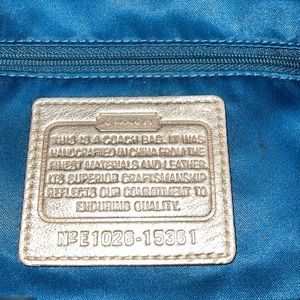 COACH
THIS IS A COACH BAG. IT WAS
HANDCRAFTED IN CHINA FROM THE
FINEST MATERIALS AND LEATHER.
ITS SUPERIOR CRAFTSMANSHIP
REFLECTS OUR COMMITMENT TO
ENDURING QUALITY.
Nº E1026-15361